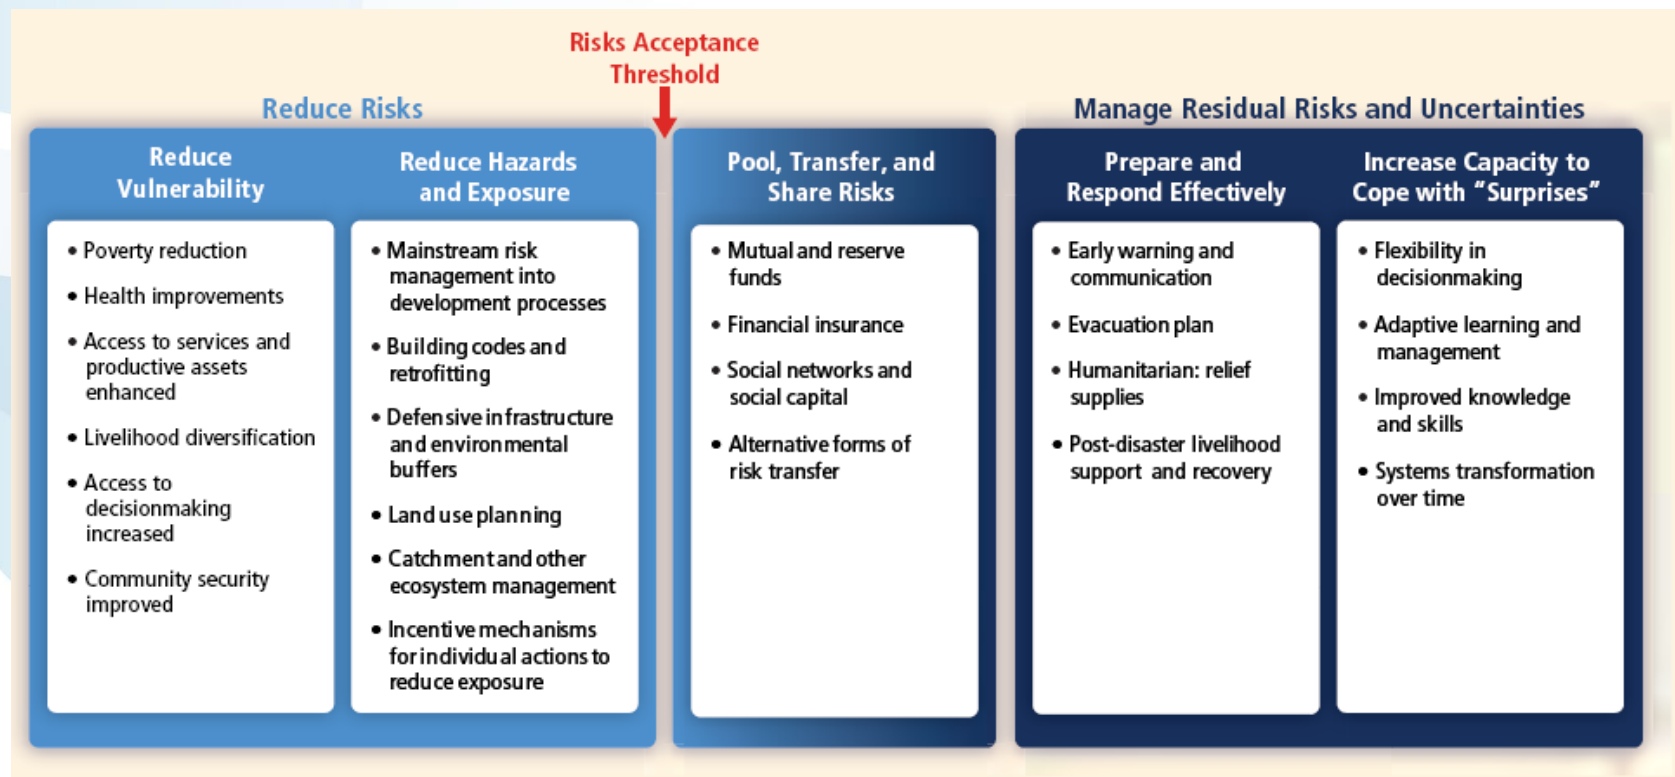 Risks Acceptance
Threshold
Reduce Risks
Manage Residual Risks and Uncertainties
Reduce
Vulnerability
• Poverty reduction
• Health improvements
• Access to services and
productive assets
enhanced
• Livelihood diversification
• Access to
decisionmaking
increased
• Community security
improved
Reduce Hazards
and Exposure
• Mainstream risk
management into
development processes
• Building codes and
retrofitting
• Defensive infrastructure
and environmental
buffers
• Land use planning
• Catchment and other
ecosystem management
• Incentive mechanisms
for individual actions to
reduce exposure
Pool, Transfer, and
Share Risks
• Mutual and reserve
funds
• Financial insurance
• Social networks and
social capital
• Alternative forms of
risk transfer
Prepare and
Respond Effectively
• Early warning and
communication
• Evacuation plan
• Humanitarian: relief
supplies
• Post-disaster livelihood
support and recovery
Increase Capacity to
Cope with “Surprises”
• Flexibility in
decisionmaking
• Adaptive learning and
management
• Improved knowledge
and skills
• Systems transformation
over time